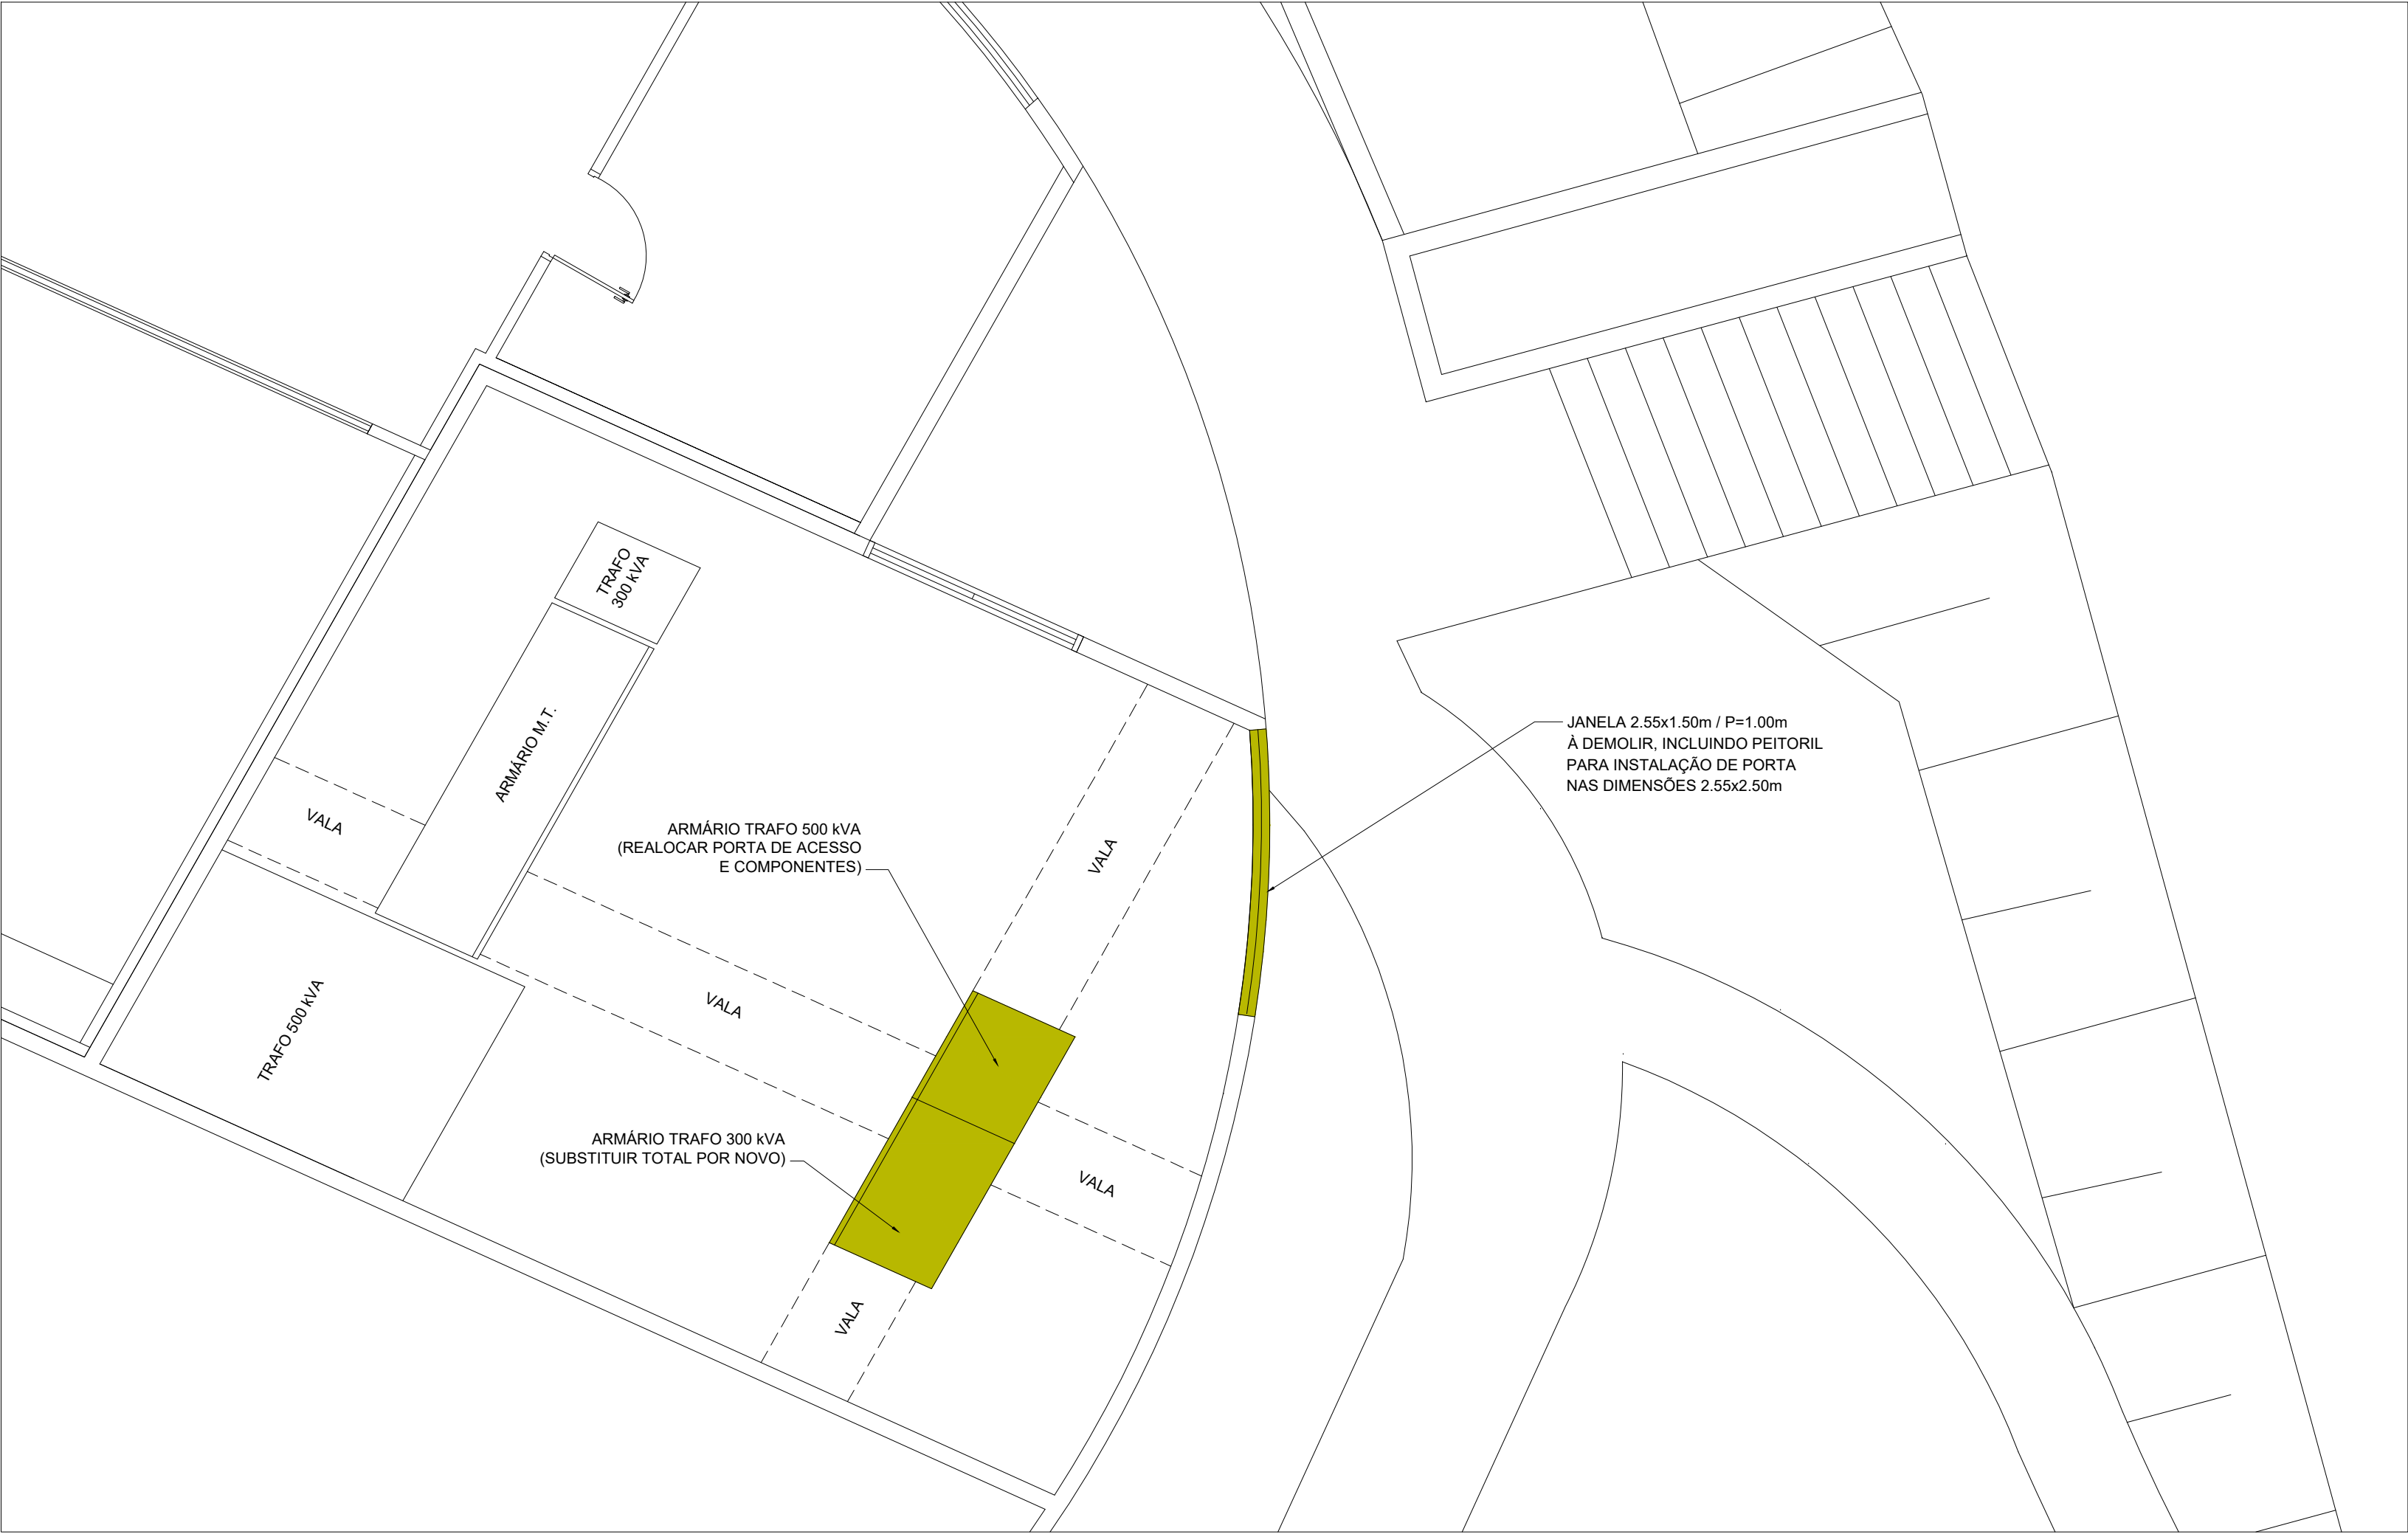 TRAFO
300 kVA
ARMÁRIO M.T.
JANELA 2.55x1.50m / P=1.00m
À DEMOLIR, INCLUINDO PEITORIL
PARA INSTALAÇÃO DE PORTA
NAS DIMENSÕES 2.55x2.50m
VALA
ARMÁRIO TRAFO 500 kVA
(REALOCAR PORTA DE ACESSO
E COMPONENTES)
VALA
VALA
TRAFO 500 kVA
ARMÁRIO TRAFO 300 kVA
(SUBSTITUIR TOTAL POR NOVO)
VALA
VALA